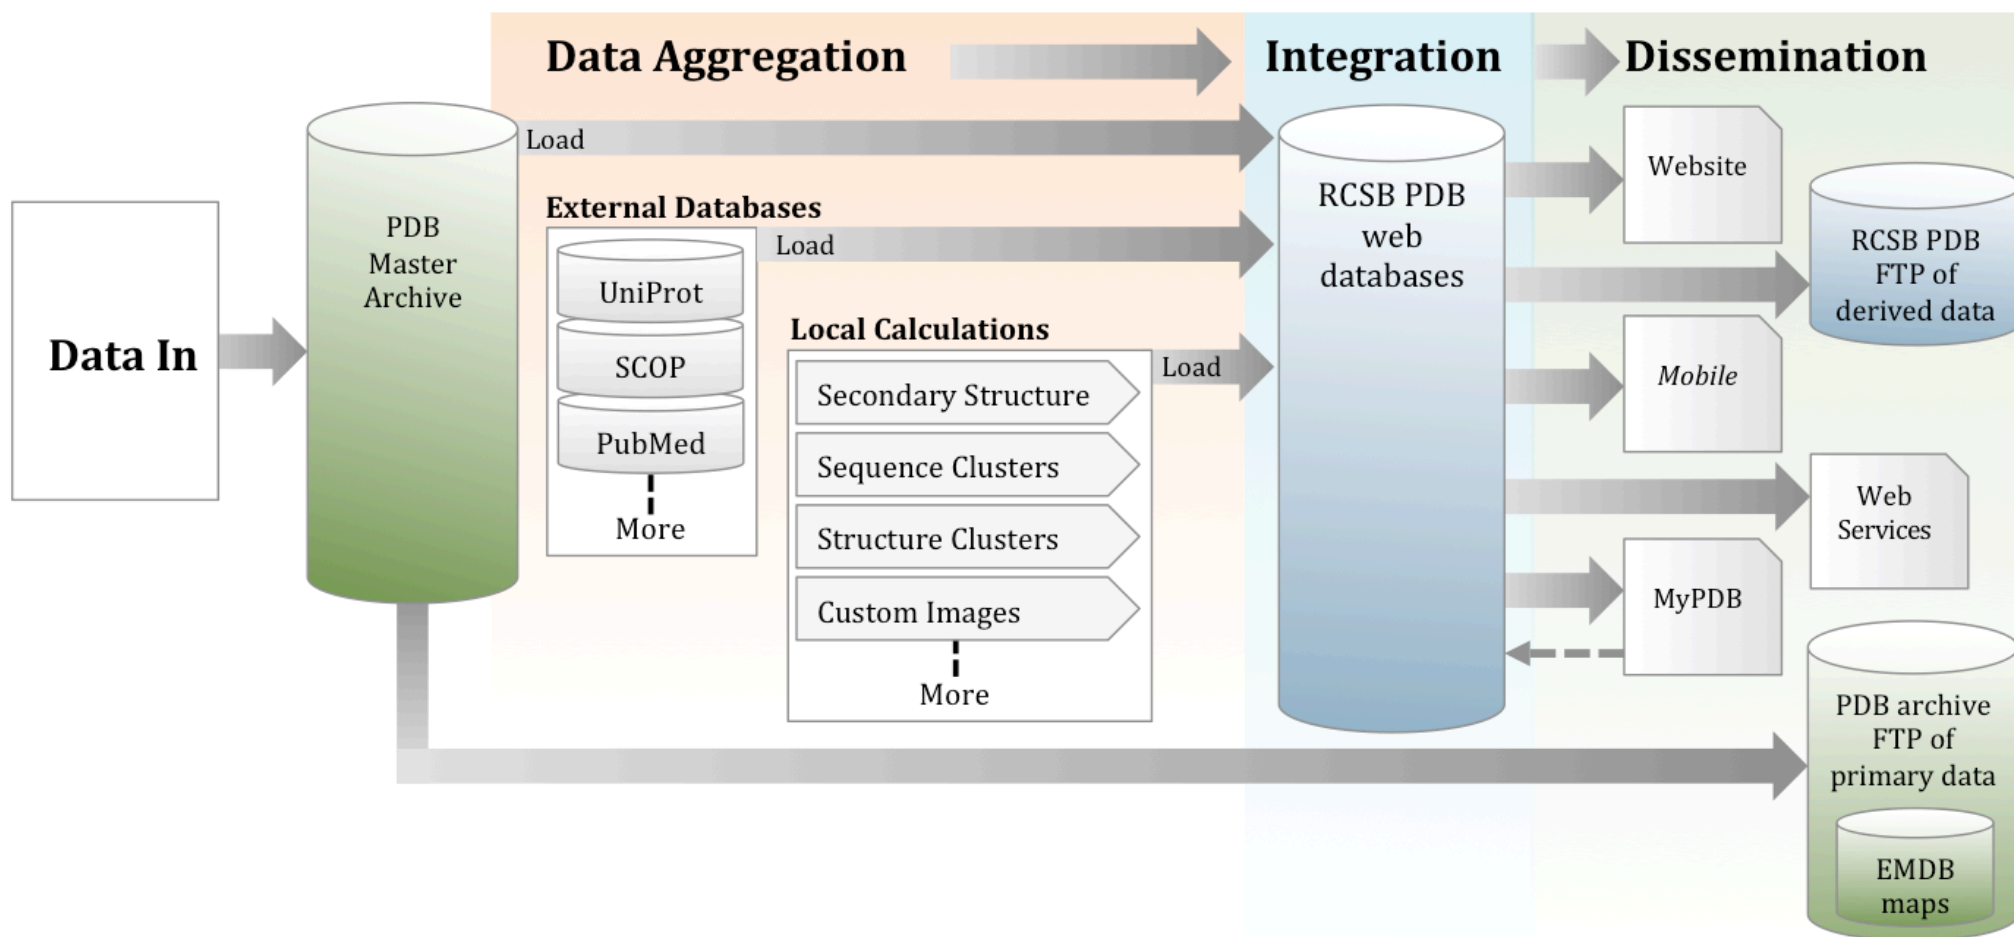 Data Aggregation
Integration
Dissemination
Data In
PDB
Master
Archive
Load
External Databases
Load
UniProt
SCOP
PubMed
More
Local Calculations
Load
Secondary Structure
Sequence Clusters
Structure Clusters
Custom Images
More
RCSB PDB
web
databases
Website
RCSB PDB
FTP of
derived data
Mobile
Web
Services
MyPDB
PDB archive
FTP of
primary data
EMDB
maps